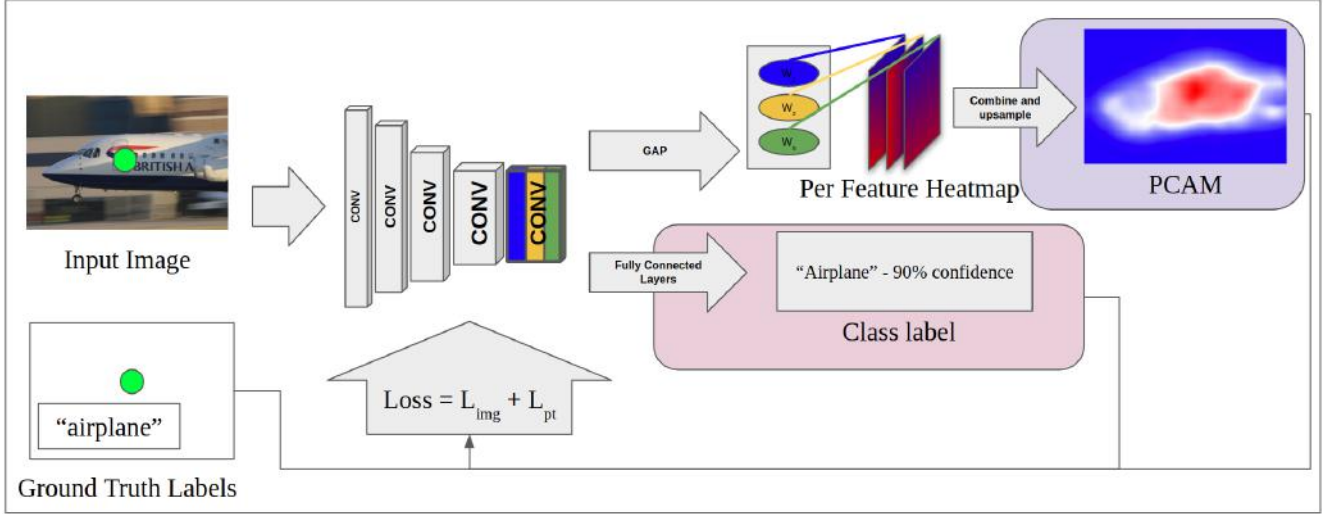 BRITISH A
Input Image
CONV
CONV
CONV
CONV
CONV
GAP
W
W
W
Per Feature Heatmap
Combine and
upsample
PCAM
Fully Connected
Layers
“Airplane” - 90% confidence
Class label
“airplane”
Ground Truth Labels
Loss = L_img + L_pt